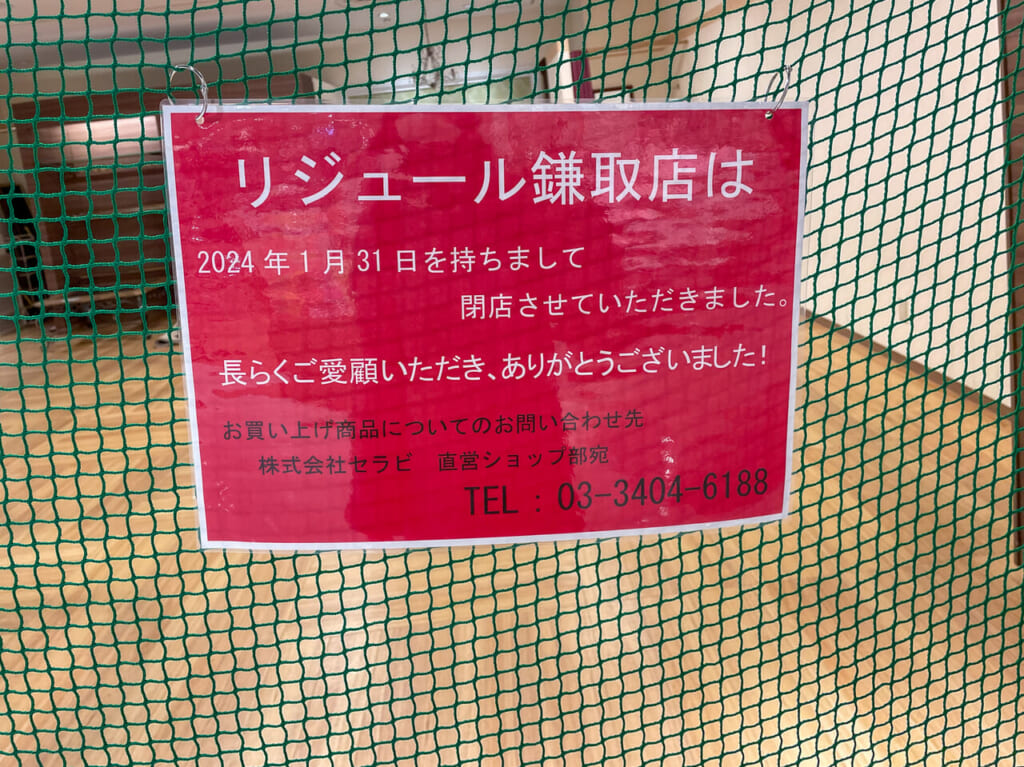 リジュール鎌取店は
2024年1月31日を持ちまして
閉店させていただきました。
長らくご愛顧いただき、ありがとうございました!
お買い上げ商品についてのお問い合わせ先
株式会社セラビ 直営ショップ部宛
TEL : 03-3404-6188